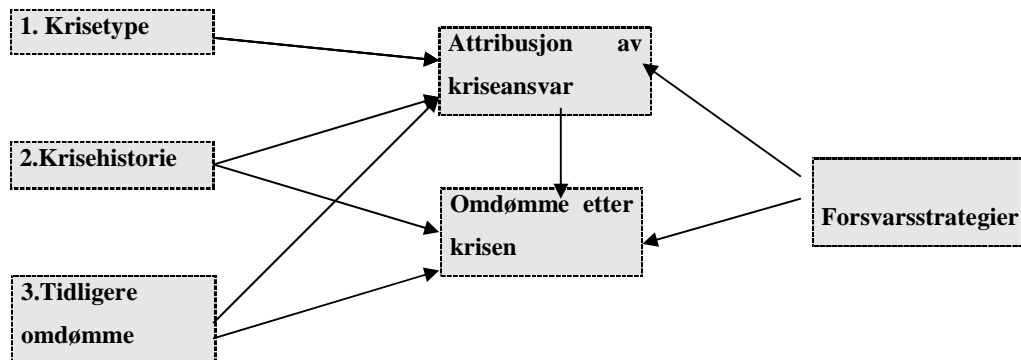 1. Krisetype
Attribusjon av
kriseansvar
2.Krisehistorie
Omdømme etter
krisen
Forsvarsstrategier
3.Tidligere
omdømme